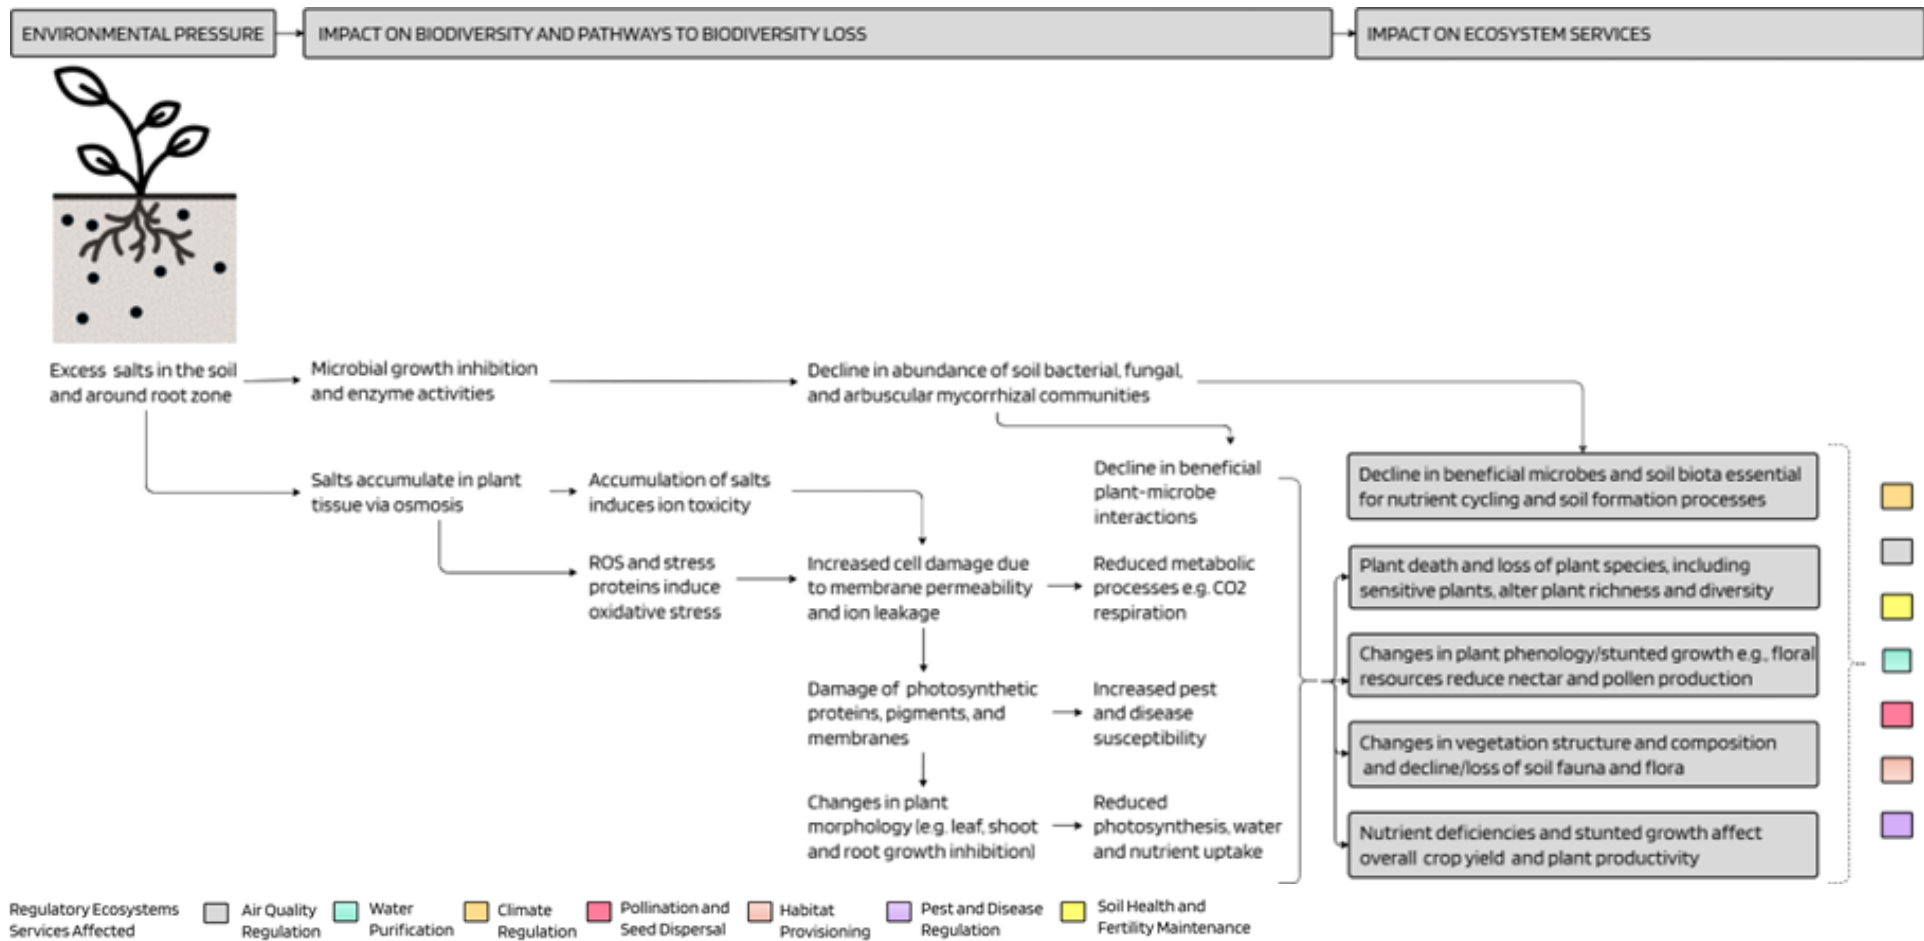 ENVIRONMENTAL PRESSURE
IMPACT ON BIODIVERSITY AND PATHWAYS TO BIODIVERSITY LOSS
IMPACT ON ECOSYSTEM SERVICES
Excess salts in the soil
and around root zone
Microbial growth inhibition
and enzyme activities
Decline in abundance of soil bacterial, fungal,
and arbuscular mycorrhizal communities
Salts accumulate in plant
tissue via osmosis
Accumulation of salts
induces ion toxicity
Decline in beneficial
plant-microbe
interactions
ROS and stress
proteins induce
oxidative stress
Increased cell damage due
to membrane permeability
and ion leakage
Reduced metabolic
processes e.g. CO2
respiration
Damage of photosynthetic
proteins, pigments, and
membranes
Increased pest
and disease
susceptibility
Changes in plant
morphology (e.g. leaf, shoot
and root growth inhibition)
Reduced
photosynthesis, water
and nutrient uptake
Decline in beneficial microbes and soil biota essential
for nutrient cycling and soil formation processes
Plant death and loss of plant species, including
sensitive plants, alter plant richness and diversity
Changes in plant phenology/stunted growth e.g., floral
resources reduce nectar and pollen production
Changes in vegetation structure and composition
and decline/loss of soil fauna and flora
Nutrient deficiencies and stunted growth affect
overall crop yield and plant productivity
Regulatory Ecosystems
Services Affected
Air Quality
Regulation
Water
Purification
Climate
Regulation
Pollination and
Seed Dispersal
Habitat
Provisioning
Pest and Disease
Regulation
Soil Health and
Fertility Maintenance